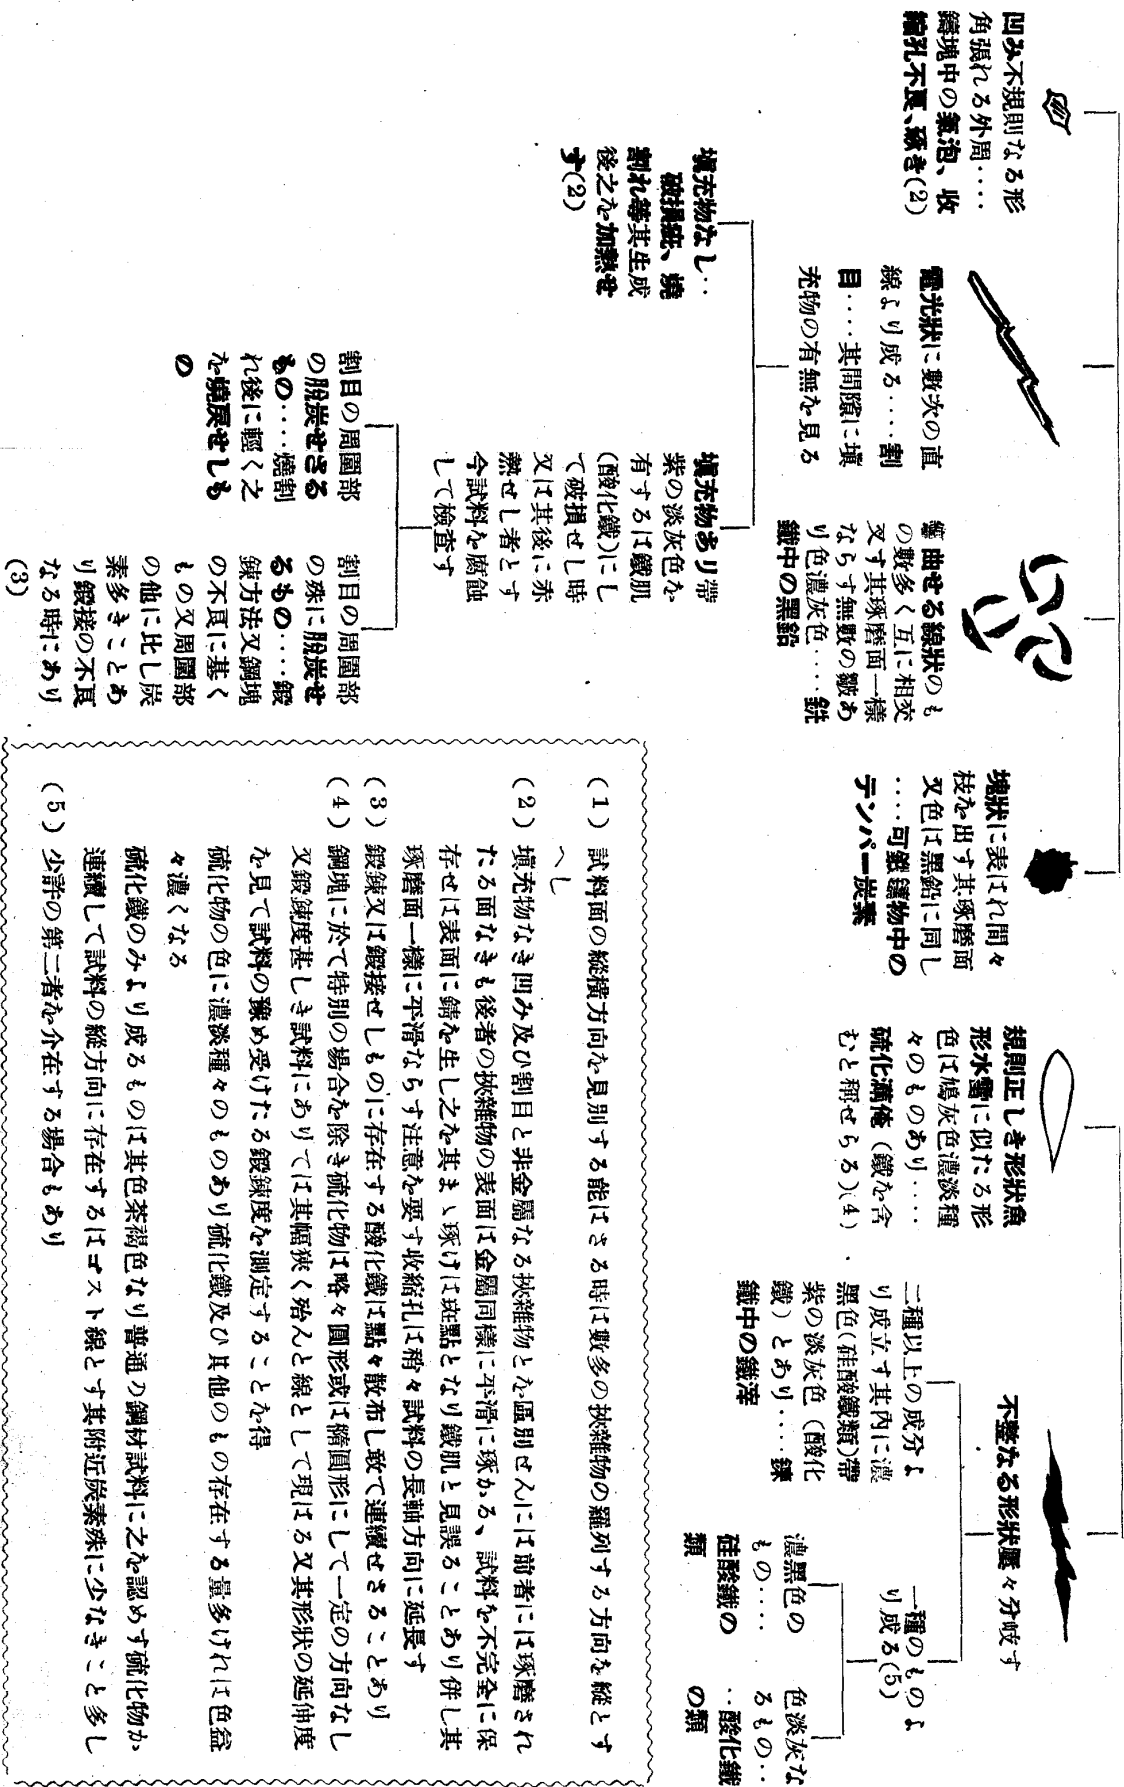 凹み不規則なる形
角張れる外周‥‥
鑄塊中の氣泡、收
縮孔不良、瑕き(2)
電光狀に數次の直
線より成る‥‥割
目‥‥其間隙に塡
充物の有無を見る
塡充物なし‥
破損疵、燒
割れ等其生成
後之を加熱せ
す(2)
塡充物あり帶
紫の淡灰色を
有するは鐵肌
(酸化鐵)にし
て破損せし時
又は其後に赤
熱せし者とす
今試料を腐蝕
して檢查す
割目の周圍部
の脫炭せさる
もの‥‥燒割
れ後に輕く之
を燒戾せしも
の
割目の周圍部
の殊に脫炭せ
るもの‥‥鍛
鍊方法又鋼塊
の不良に基く
もの又周圍部
の他に比し炭
素多きことあ
り鍛接の不良
なる時にあり
(3)
彎曲せる線狀のも
の數多く互に相交
叉す其琢磨面一樣
ならす無數の皺あ
り色濃灰色‥‥銑
鐵中の黑鉛
塊狀に表はれ間々
枝を出す其琢磨面
又色は黑鉛に同し
‥‥可鍛鑄物中の
テンパー炭素
規則正しき形狀魚
形水雷に似たる形
色は鳩灰色濃淡種
々のものあり‥‥
硫化滿俺(鐵を含
むと稱せらる)(4)
不整なる形狀屢々分岐す
二種以上の成分よ
り成立す其內に濃
黑色(硅酸鐵類)帶
紫の淡灰色(酸化
鐵)とあり‥‥鍊
鐵中の鐵滓
一種のものよ
り成る(5)
濃黑色の
もの‥‥
硅酸鐵の
類
色淡灰な
るもの‥
‥酸化鐵
の類
(1) 試料面の縱橫方向を見別する能はさる時は數多の挾雜物の羅列する方向を縱とす
へし
(2) 塡充物なき凹み及ひ割目と非金屬なる挾雜物とを區別せんには前者には琢磨され
たる面なきも後者の挾雜物の表面は金屬同樣に平滑に琢かる、試料を不完全に保
存せは表面に錆を生し之を其まゝ琢けは斑點となり鐵肌と見誤ることあり併し其
琢磨面一樣に平滑ならす注意を要す收縮孔は稍々試料の長軸方向に延長す
(3) 鍛鍊又は鍛接せしものに存在する酸化鐵は點々散布し敢て連續せさることあり
(4) 鋼塊に於て特別の場合を除き硫化物は略々圓形或は橢圓形にして一定の方向なし
又鍛鍊度甚しき試料にありては其幅狹く殆んと線として現はる又其形狀の延伸度
を見て試料の豫め受けたる鍛鍊度を測定することを得
硫化物の色に濃淡種々のものあり硫化鐵及ひ其他のもの存在する量多けれは色益
々濃くなる
硫化鐵のみより成るものは其色茶褐色なり普通の鋼材試料に之を認めす硫化物か
連續して試料の縱方向に存在するはゴスト線とす其附近炭素殊に少なきこと多し
(5) 少許の第二者を介在する場合もあり